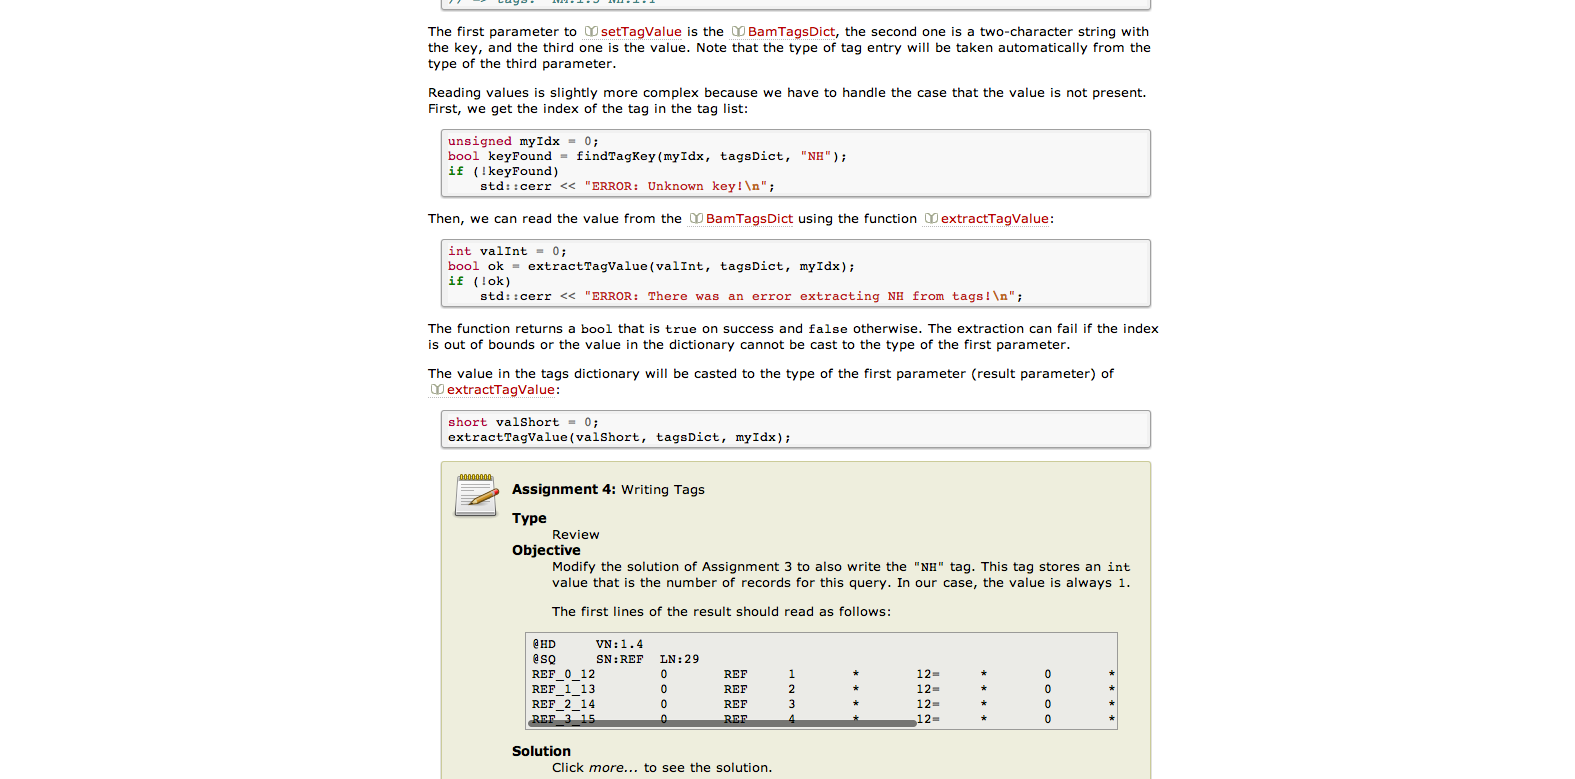 The first parameter to setTagValue is the BamTagsDict, the second one is a two-character string with
the key, and the third one is the value. Note that the type of tag entry will be taken automatically from the
type of the third parameter.
Reading values is slightly more complex because we have to handle the case that the value is not present.
First, we get the index of the tag in the tag list:
unsigned myIdx = 0;
bool keyFound = findTagKey(myIdx, tagsDict, "NH");
if (!keyFound)
    std::cerr << "ERROR: Unknown key!\n";
Then, we can read the value from the BamTagsDict using the function extractTagValue:
int valInt = 0;
bool ok = extractTagValue(valInt, tagsDict, myIdx);
if (!ok)
    std::cerr << "ERROR: There was an error extracting NH from tags!\n";
The function returns a bool that is true on success and false otherwise. The extraction can fail if the index
is out of bounds or the value in the dictionary cannot be cast to the type of the first parameter.
The value in the tags dictionary will be casted to the type of the first parameter (result parameter) of
extractTagValue:
short valShort = 0;
extractTagValue(valShort, tagsDict, myIdx);
Assignment 4: Writing Tags
Type
Review
Objective
Modify the solution of Assignment 3 to also write the "NH" tag. This tag stores an int
value that is the number of records for this query. In our case, the value is always 1.
The first lines of the result should read as follows:
@HD     VN:1.4
@SQ     SN:REF  LN:29
REF_0_12        0       REF     1       *       12=     *       0       *
REF_1_13        0       REF     2       *       12=     *       0       *
REF_2_14        0       REF     3       *       12=     *       0       *
REF_3_15        0       REF     4       *       12=     *       0       *
Solution
Click more... to see the solution.